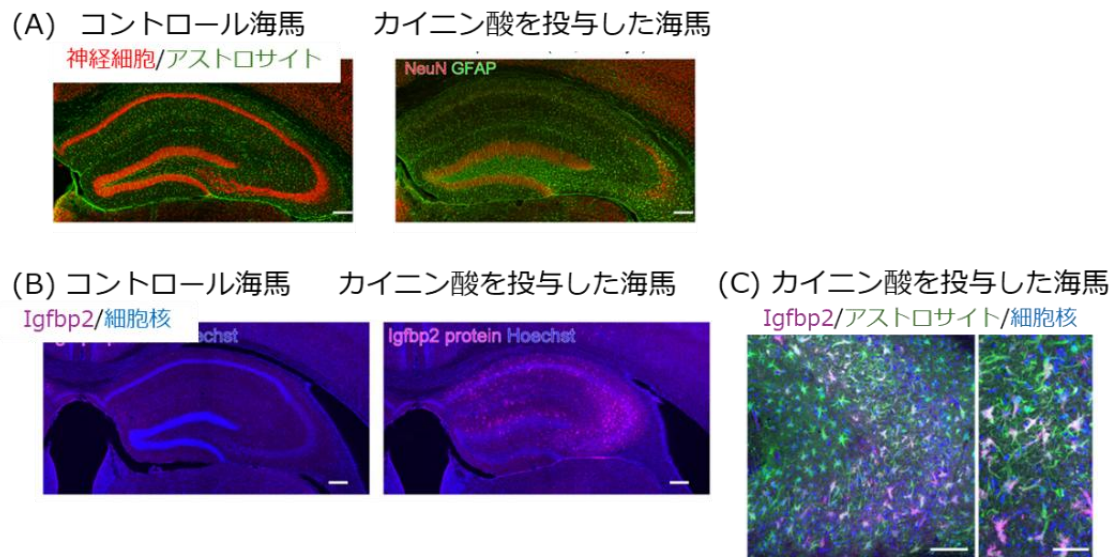 (A) コントロール海馬
カイニン酸を投与した海馬
神経細胞/アストロサイト
NeuN GFAP
(B) コントロール海馬
カイニン酸を投与した海馬
(C) カイニン酸を投与した海馬
Igfbp2/細胞核
Igfbp2/アストロサイト/細胞核
Igfbp2 protein Hoechst